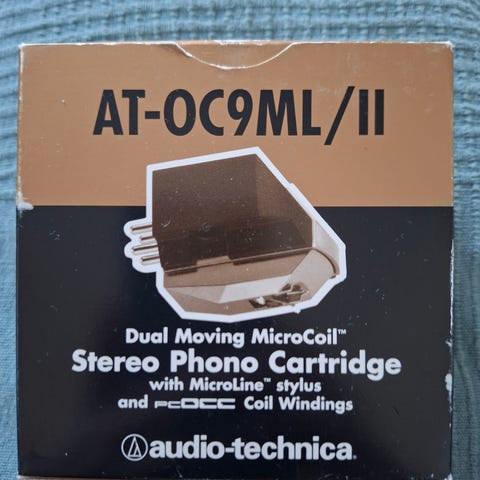 AT-OC9ML/II
Dual Moving MicroCoil™
Stereo Phono Cartridge
with MicroLine™ stylus
and PCOCC Coil Windings
audio-technica.